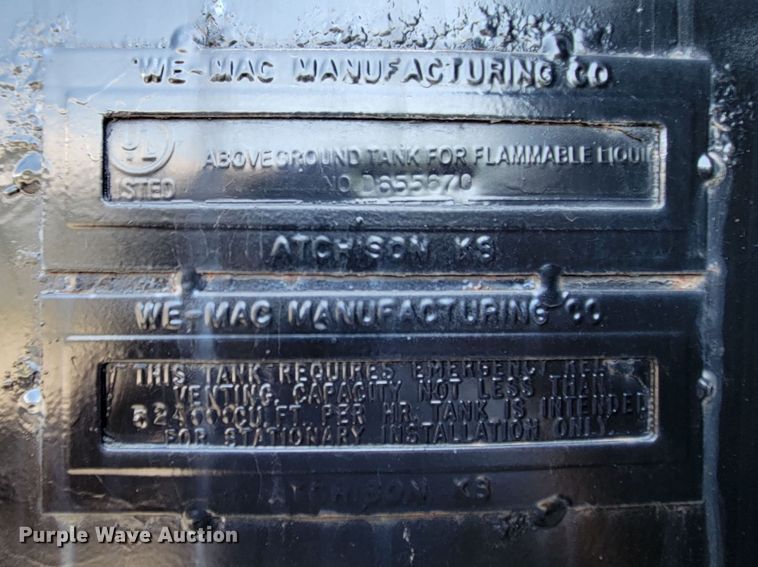 WE-MAC MANUFACTURING CO
UL
LISTED
ABOVEGROUND TANK FOR FLAMMABLE LIQUI
NO
ATCHISON KS
WE-MAC MANUFACTURING CO.
THIS TANK REQUIRES EMERGENCY REL
VENTING. CAPACITY NOT LESS THAN
CU.FT. PER HR. TANK IS INTENDED
FOR STATIONARY INSTALLATION ONLY.
ATCHISON KS
Purple Wave Auction